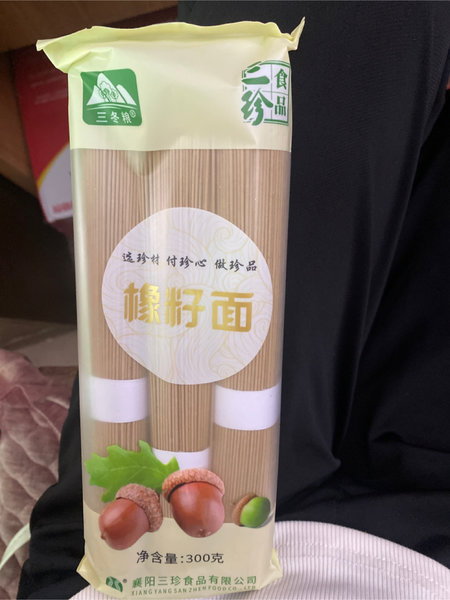 三冬粮®
三珍
食品
选珍材 付珍心 做珍品
橡籽面
净含量:300克
襄阳三珍食品有限公司
XIANG YANG SAN ZHEN FOOD CO., LTD